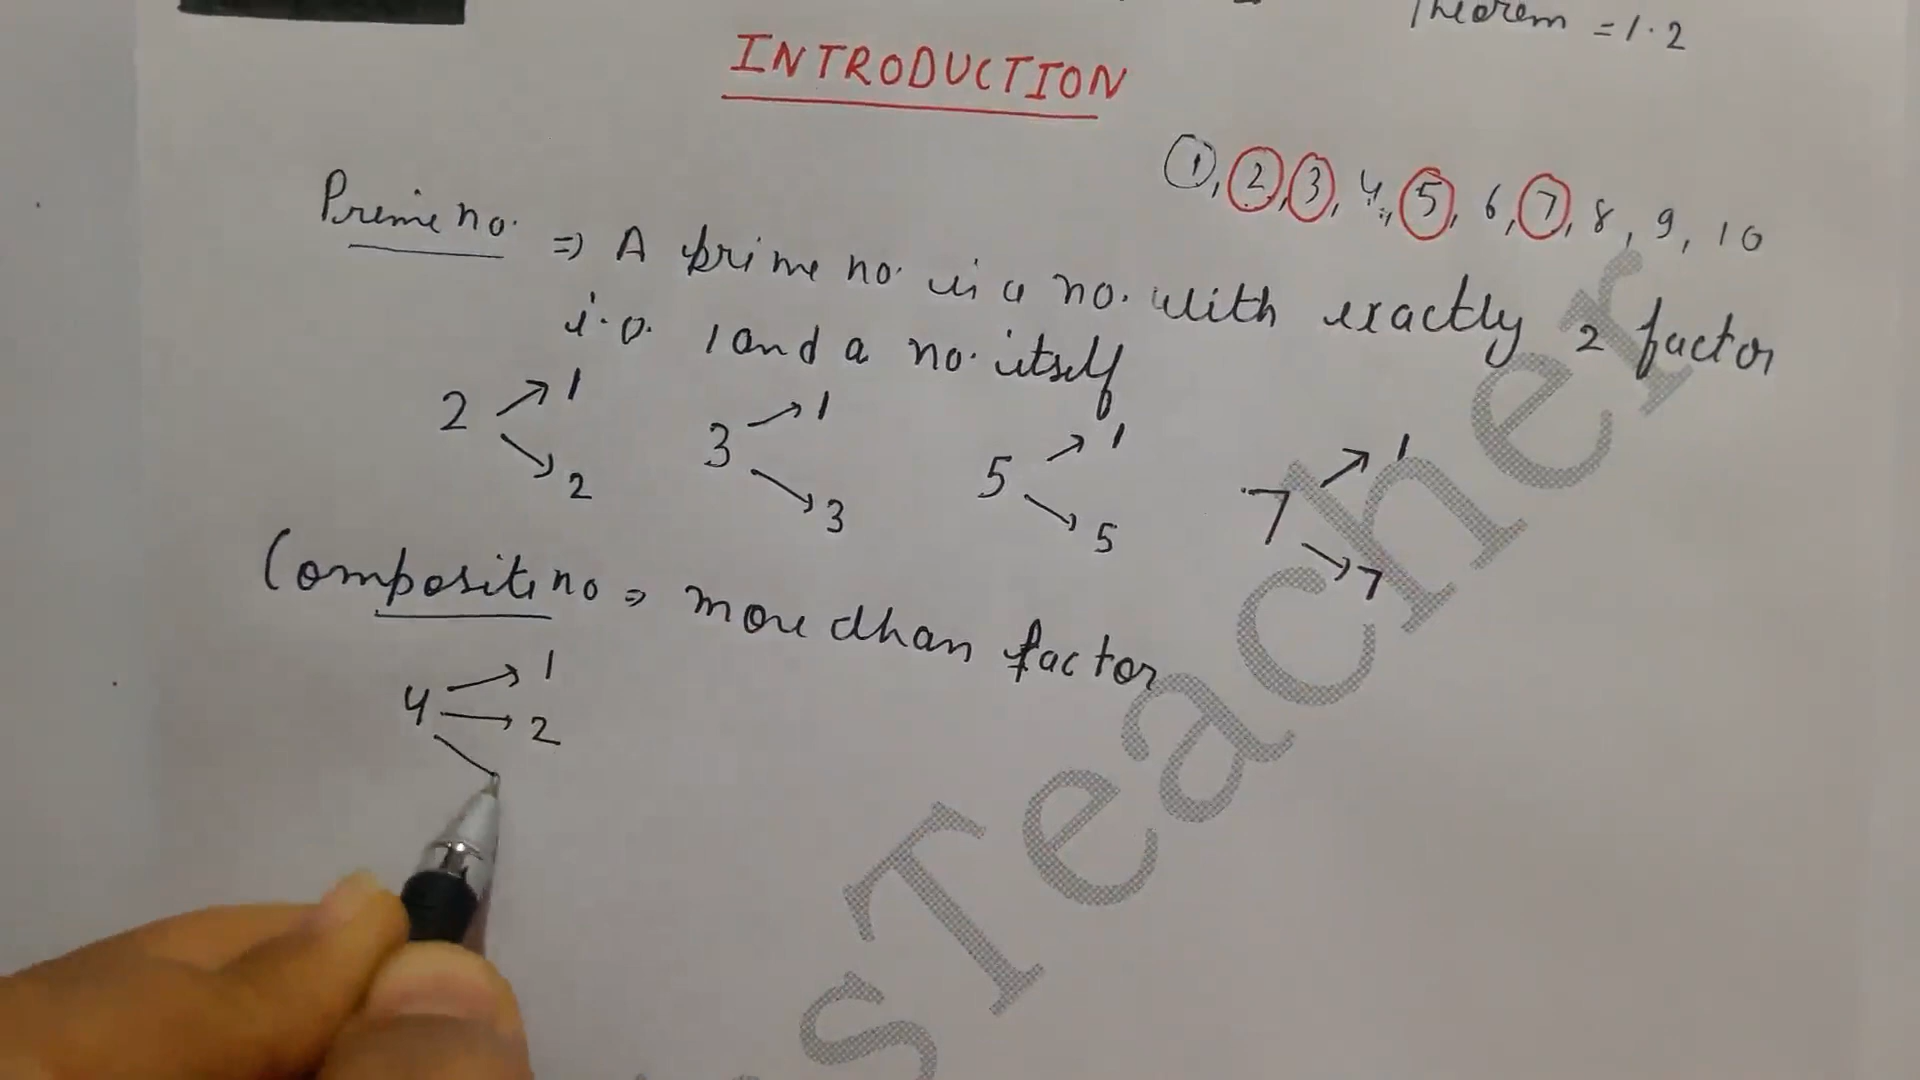 Theorem = 1.2
INTRODUCTION
1, 2, 3, 4, 5, 6, 7, 8, 9, 10
Prime no. => A prime no. is a no. with exactly 2 factor
i.e. 1 and a no. itself
2 → 1 → 2
3 → 1 → 3
5 → 1 → 5
7 → 1 → 7
Composite no => more dhan factor
4 → 1 → 2
sTeacher